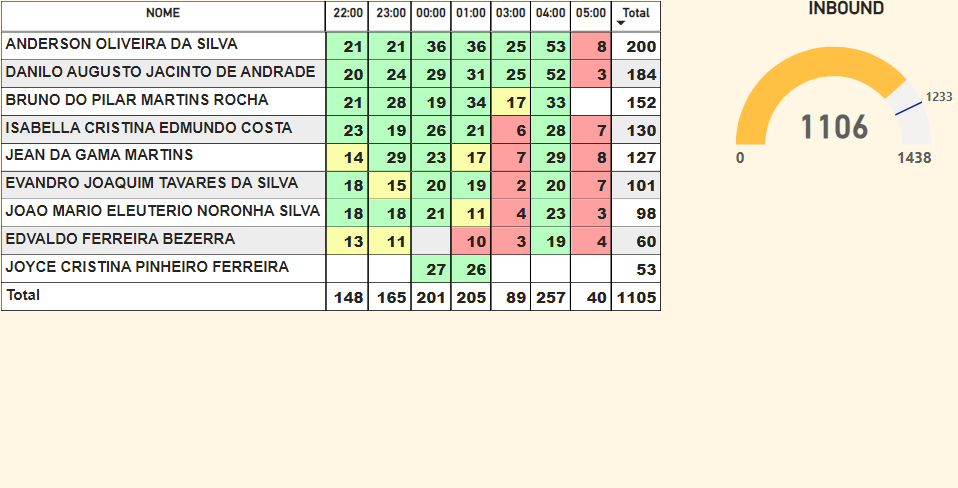 NOME 22:00 23:00 00:00 01:00 03:00 04:00 05:00 Total
ANDERSON OLIVEIRA DA SILVA 21 21 36 36 25 53 8 200
DANILO AUGUSTO JACINTO DE ANDRADE 20 24 29 31 25 52 3 184
BRUNO DO PILAR MARTINS ROCHA 21 28 19 34 17 33 152
ISABELLA CRISTINA EDMUNDO COSTA 23 19 26 21 6 28 7 130
JEAN DA GAMA MARTINS 14 29 23 17 7 29 8 127
EVANDRO JOAQUIM TAVARES DA SILVA 18 15 20 19 2 20 7 101
JOAO MARIO ELEUTERIO NORONHA SILVA 18 18 21 11 4 23 3 98
EDVALDO FERREIRA BEZERRA 13 11 10 3 19 4 60
JOYCE CRISTINA PINHEIRO FERREIRA 27 26 53
Total 148 165 201 205 89 257 40 1105
INBOUND
1233
1106
0 1438